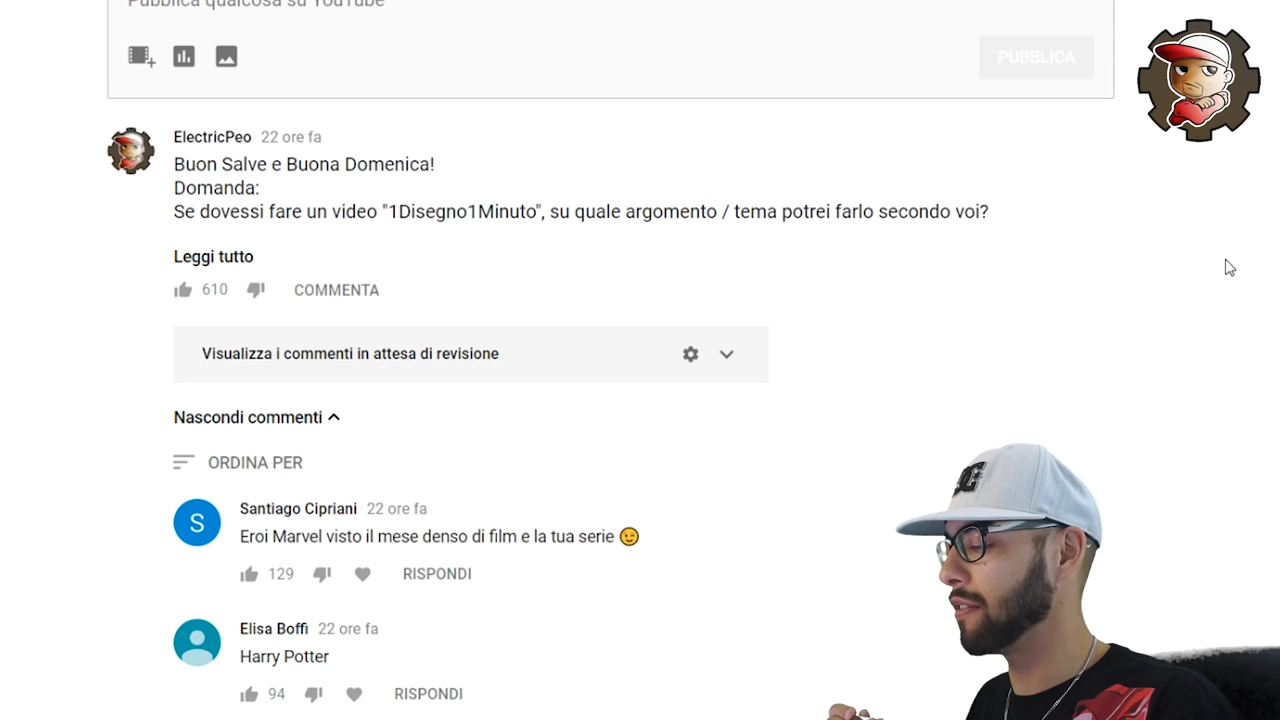 Pubblica qualcosa su YouTube
PUBBLICA
ElectricPeo 22 ore fa
Buon Salve e Buona Domenica!
Domanda:
Se dovessi fare un video "1Disegno1Minuto", su quale argomento / tema potrei farlo secondo voi?
Leggi tutto
610 COMMENTA
Visualizza i commenti in attesa di revisione
Nascondi commenti
ORDINA PER
S
Santiago Cipriani 22 ore fa
Eroi Marvel visto il mese denso di film e la tua serie 😉
129 RISPONDI
Elisa Boffi 22 ore fa
Harry Potter
94 RISPONDI